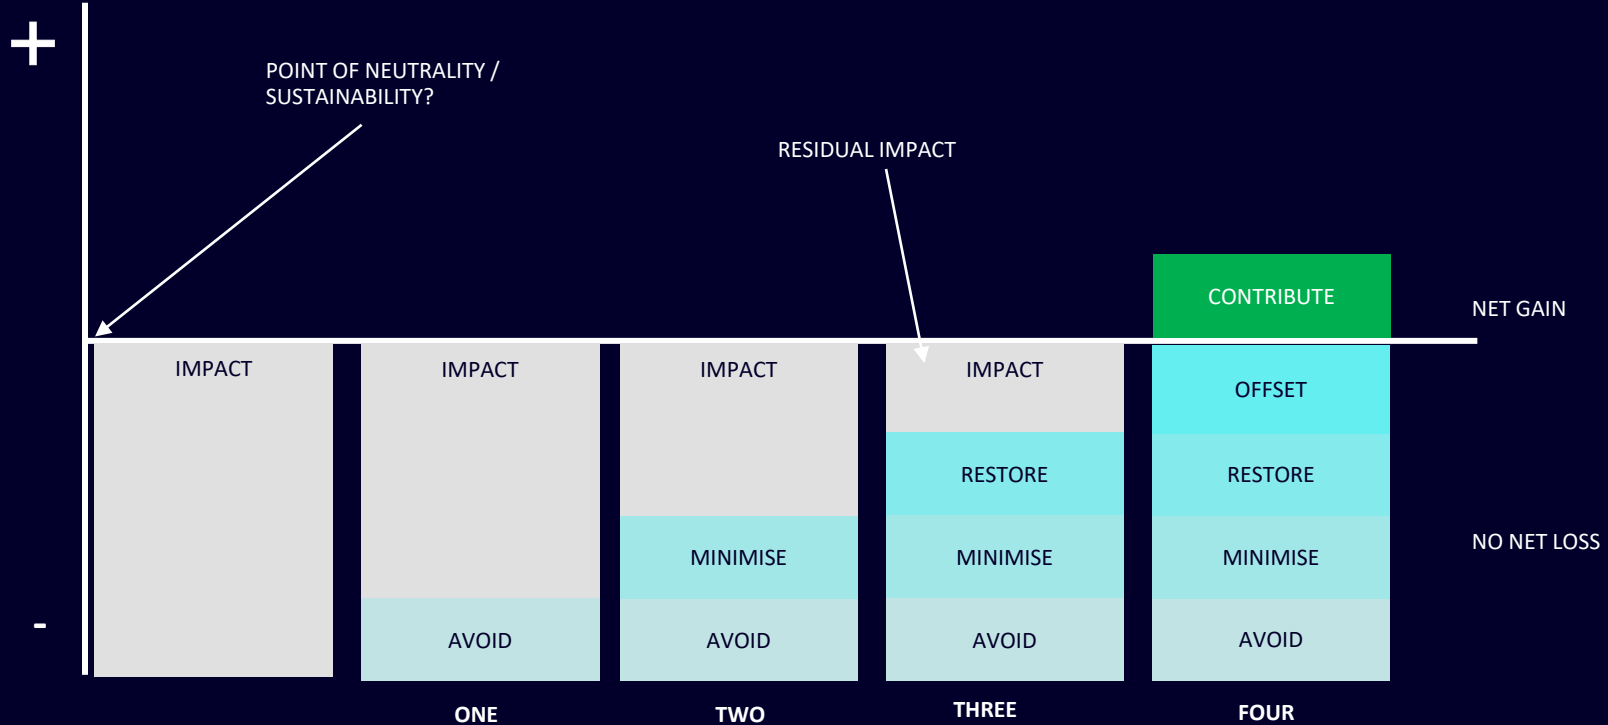 +
POINT OF NEUTRALITY /
SUSTAINABILITY?
RESIDUAL IMPACT
CONTRIBUTE
NET GAIN
IMPACT
IMPACT
IMPACT
IMPACT
OFFSET
RESTORE
RESTORE
MINIMISE
MINIMISE
MINIMISE
NO NET LOSS
-
AVOID
AVOID
AVOID
AVOID
ONE
TWO
THREE
FOUR